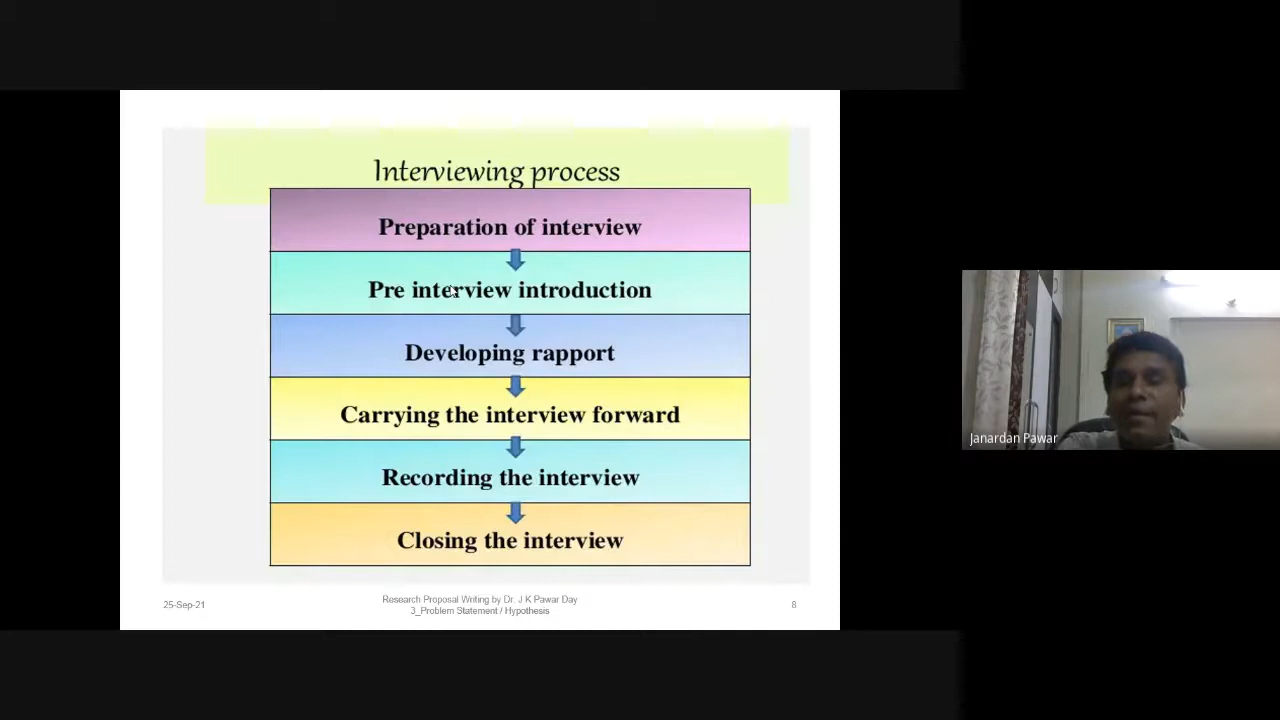 Interviewing process
Preparation of interview
Pre interview introduction
Developing rapport
Carrying the interview forward
Recording the interview
Closing the interview
25-Sep-21
Research Proposal Writing by Dr. J K Pawar Day
3_Problem Statement / Hypothesis
8
Janardan Pawar